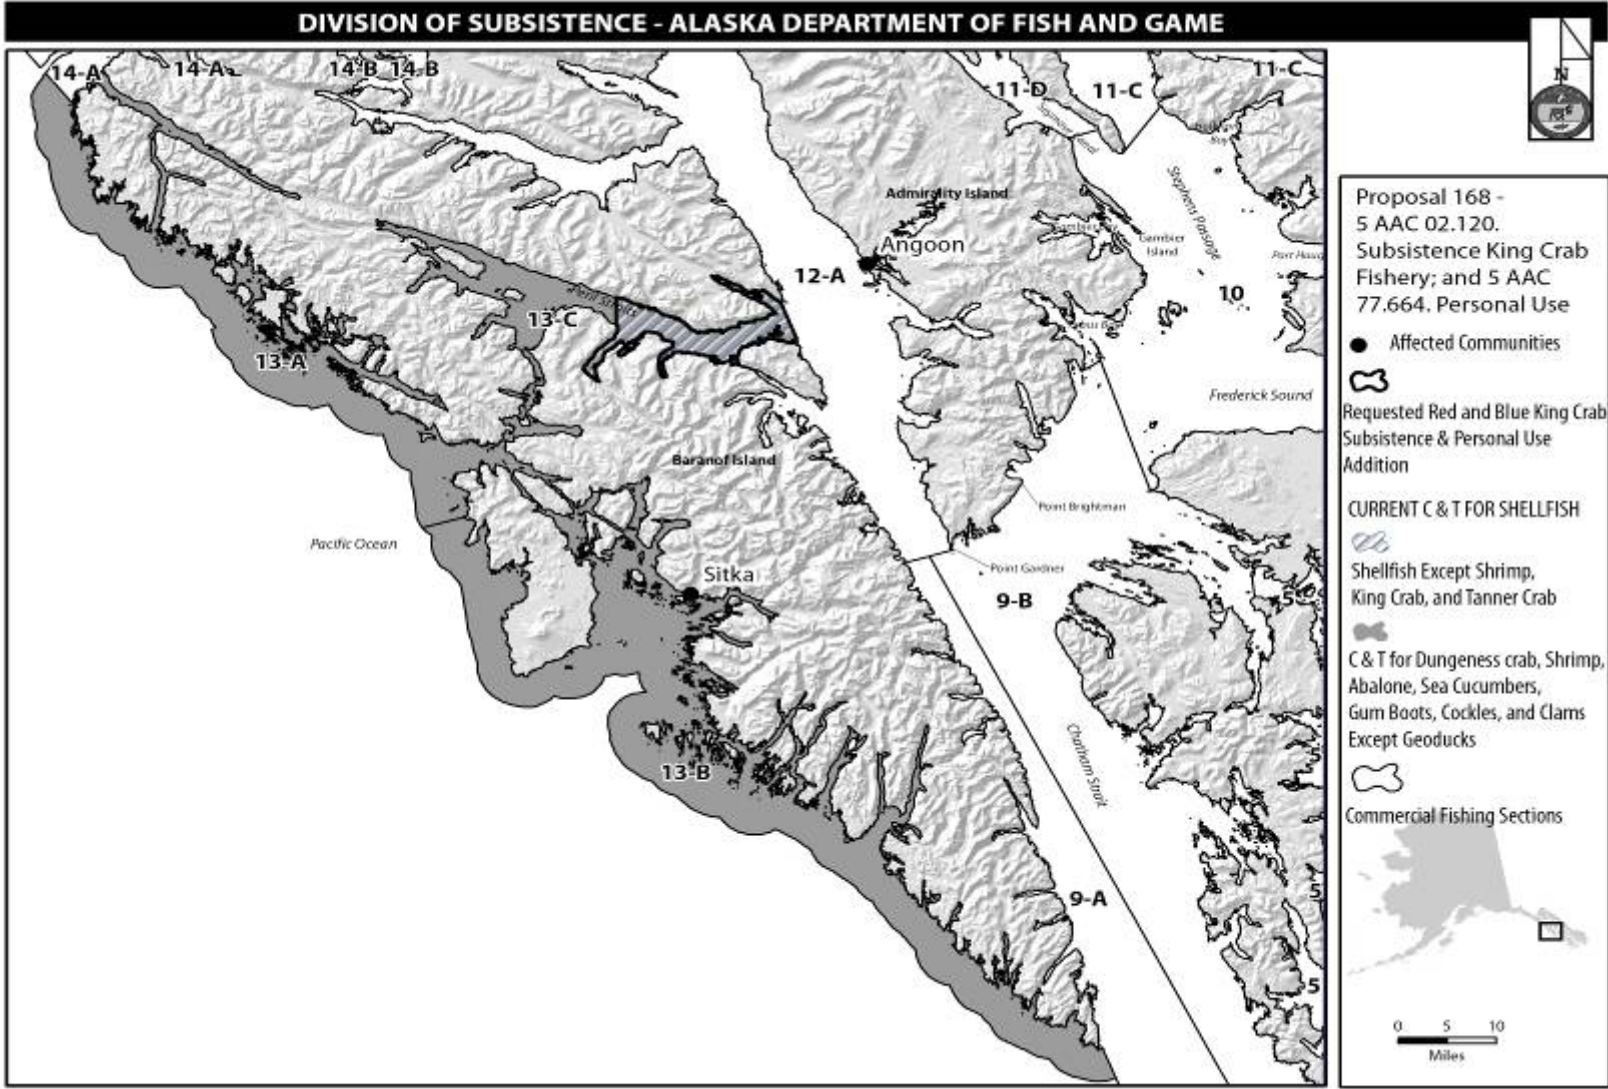 DIVISION OF SUBSISTENCE - ALASKA DEPARTMENT OF FISH AND GAME
N
14-A
14-A
14-B
14-B
11-D
11-C
11-C
Stephens Passage
Admirality Island
Angoon
Gambier
Island
12-A
10
Peril Straits
13-C
13-A
Frederick Sound
Baranof Island
Point Brightman
Pacific Ocean
Point Gardner
Sitka
9-B
5
Chatham Strait
13-B
9-A
5
5
Proposal 168 -
5 AAC 02.120.
Subsistence King Crab
Fishery; and 5 AAC
77.664. Personal Use
Affected Communities
Requested Red and Blue King Crab
Subsistence & Personal Use
Addition
CURRENT C & T FOR SHELLFISH
Shellfish Except Shrimp,
King Crab, and Tanner Crab
C & T for Dungeness crab, Shrimp,
Abalone, Sea Cucumbers,
Gum Boots, Cockles, and Clams
Except Geoducks
Commercial Fishing Sections
0 5 10
Miles